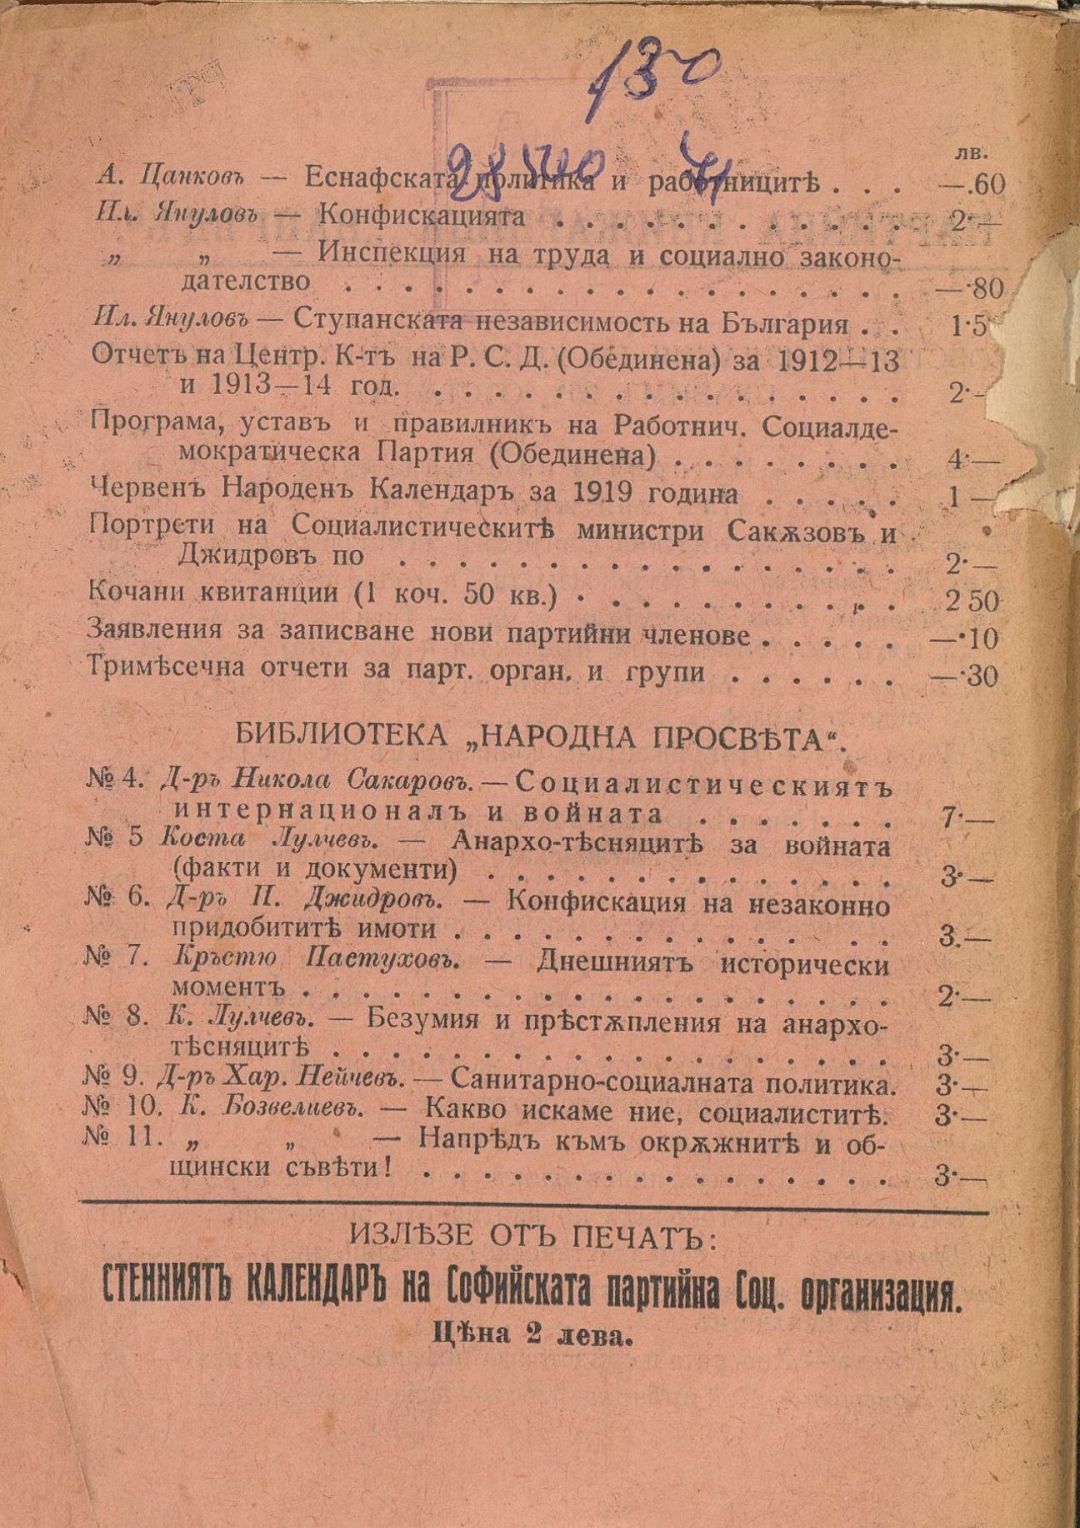 130
28500 41
лв.
А. Цанковъ — Еснафската политика и работницитѣ . . . —.60
Ил. Януловъ — Конфискацията . . . . . . . . . . . . 2·—
„ „ — Инспекция на труда и социално законо-
дателство . . . . . . . . . . . . . . . . . . . —·80
Ил. Януловъ — Ступанската независимость на България . . 1·5
Отчетъ на Центр. К-тъ на Р. С. Д. (Обединена) за 1912—13
и 1913—14 год. . . . . . . . . . . . . . . . . 2·—
Програма, уставъ и правилникъ на Работнич. Социалде-
мократическа Партия (Обединена) . . . . . . . . 4·—
Червенъ Народенъ Календаръ за 1919 година . . . . . 1 —
Портрети на Социалистическитѣ министри Сакѫзовъ и
Джидровъ по . . . . . . . . . . . . . . . . . 2·—
Кочани квитанции (1 коч. 50 кв.) . . . . . . . . . . . 2 50
Заявления за записване нови партийни членове . . . . . —·10
Тримѣсечна отчети за парт. орган. и групи . . . . . . —·30
БИБЛИОТЕКА „НАРОДНА ПРОСВѢТА“.
№ 4. Д-ръ Никола Сакаровъ. — Социалистическиятъ
интернационалъ и войната . . . . . . . 7·—
№ 5 Коста Лулчевъ. — Анархо-тѣсняцитѣ за войната
(факти и документи) . . . . . . . . . . . . . . 3·—
№ 6. Д-ръ П. Джидровъ. — Конфискация на незаконно
придобититѣ имоти . . . . . . . . . . . . . . 3.—
№ 7. Кръстю Пастуховъ. — Днешниятъ исторически
моментъ . . . . . . . . . . . . . . . . . . . . 2·—
№ 8. К. Лулчевъ. — Безумия и прѣстѫпления на анархо-
тѣсняцитѣ . . . . . . . . . . . . . . . . . . . 3·—
№ 9. Д-ръ Хар. Нейчевъ. — Санитарно-социалната политика. 3·—
№ 10. К. Бозвелиевъ. — Какво искаме ние, социалиститѣ. 3·—
№ 11. „ „ — Напрѣдъ къмъ окрѫжнитѣ и об-
щински съвѣти! . . . . . . . . . . . . . . . . 3·—
ИЗЛѢЗЕ ОТЪ ПЕЧАТЪ:
СТЕННИЯТЪ КАЛЕНДАРЪ на Софийската партийна Соц. организация.
Цѣна 2 лева.